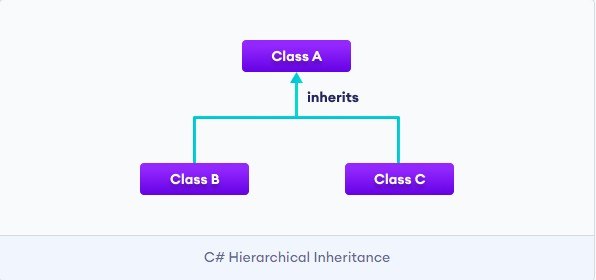 Class A
inherits
Class B
Class C
C# Hierarchical Inheritance